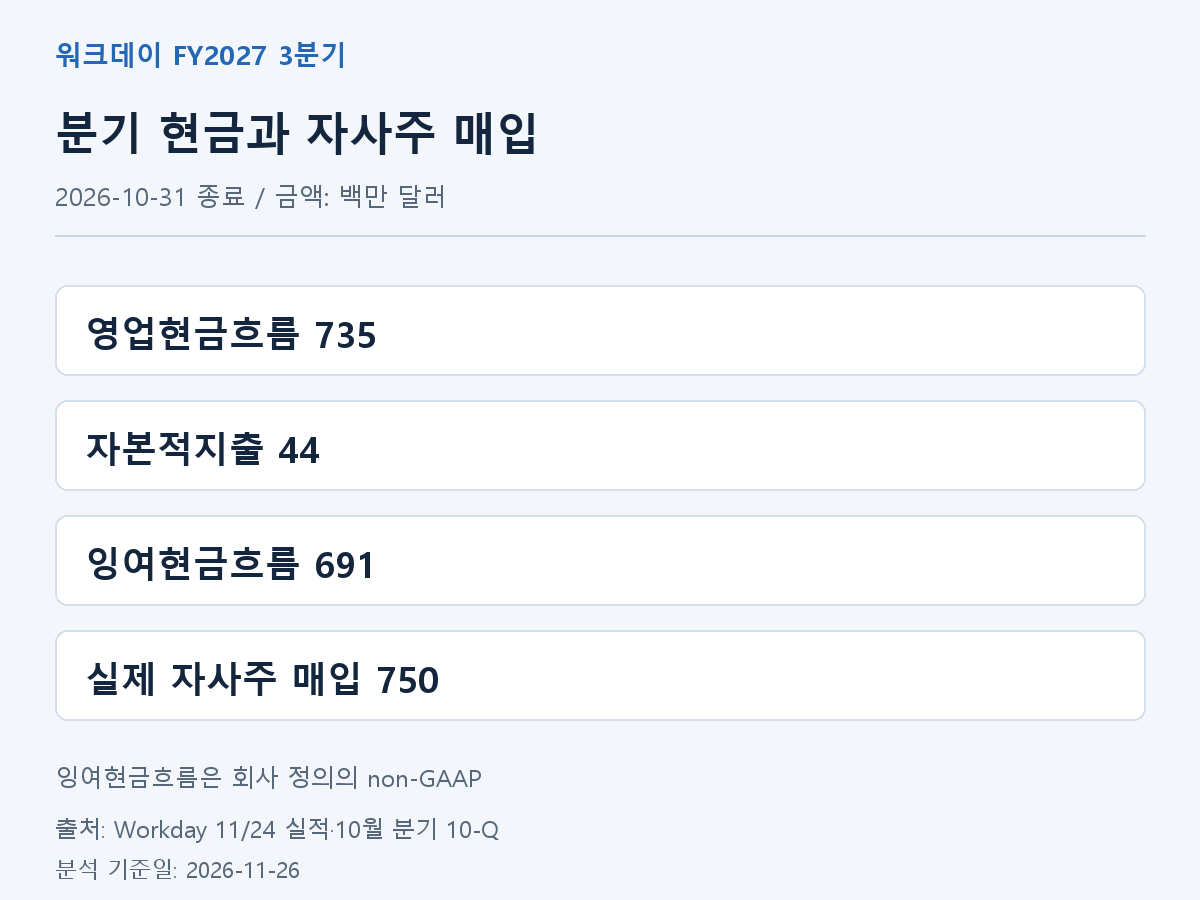 워크데이 FY2027 3분기
분기 현금과 자사주 매입
2026-10-31 종료 / 금액: 백만 달러
영업현금흐름 735
자본적지출 44
잉여현금흐름 691
실제 자사주 매입 750
잉여현금흐름은 회사 정의의 non-GAAP
출처: Workday 11/24 실적·10월 분기 10-Q
분석 기준일: 2026-11-26